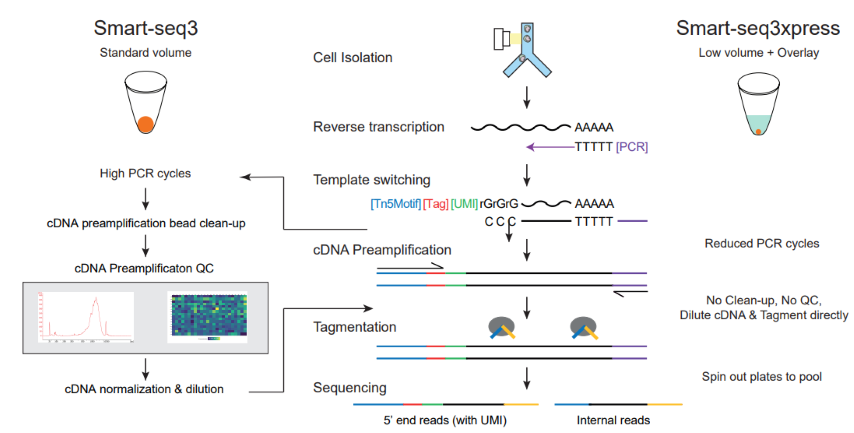 Smart-seq3
Standard volume
High PCR cycles
cDNA preamplification bead clean-up
cDNA Preamplificaton QC
cDNA normalization & dilution
Cell Isolation
Reverse transcription
AAAAA
TTTTT [PCR]
Template switching
[Tn5Motif] [Tag] [UMI] rGrGrG AAAAA
C C C TTTTT
cDNA Preamplification
Tagmentation
Sequencing
5' end reads (with UMI)
Internal reads
Smart-seq3xpress
Low volume + Overlay
Reduced PCR cycles
No Clean-up, No QC,
Dilute cDNA & Tagment directly
Spin out plates to pool